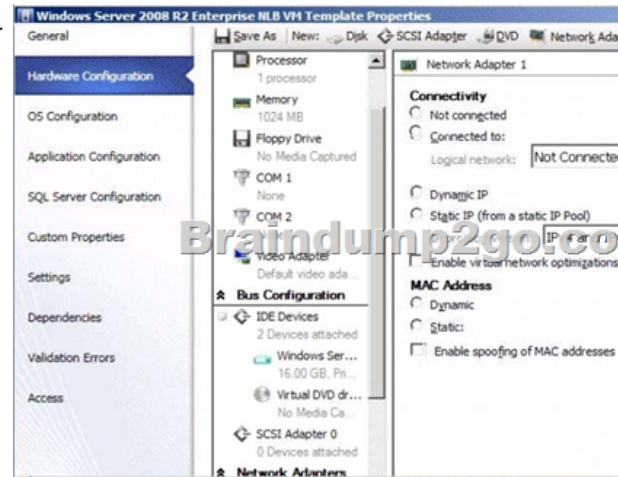 Windows Server 2008 R2 Enterprise NLB VM Template Properties
General
Hardware Configuration
OS Configuration
Application Configuration
SQL Server Configuration
Custom Properties
Settings
Dependencies
Validation Errors
Access
Save As New: Disk SCSI Adapter DVD Network Ada
Processor
1 processor
Memory
1024 MB
Floppy Drive
No Media Captured
COM 1
None
COM 2
Video Adapter
Default video ada...
Bus Configuration
IDE Devices
2 Devices attached
Windows Ser...
16.00 GB, Pri...
Virtual DVD dr...
No Media Ca...
SCSI Adapter 0
0 Devices attached
Network Adapters
Network Adapter 1
Connectivity
Not connected
Connected to:
Logical network: Not Connected
Dynamic IP
Static IP (from a static IP Pool)
Enable virtual network optimizations
MAC Address
Dynamic
Static:
Enable spoofing of MAC addresses
Braindump2go.co